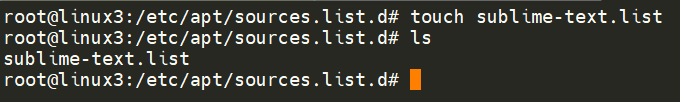 root@linux3:/etc/apt/sources.list.d# touch sublime-text.list
root@linux3:/etc/apt/sources.list.d# ls
sublime-text.list
root@linux3:/etc/apt/sources.list.d#